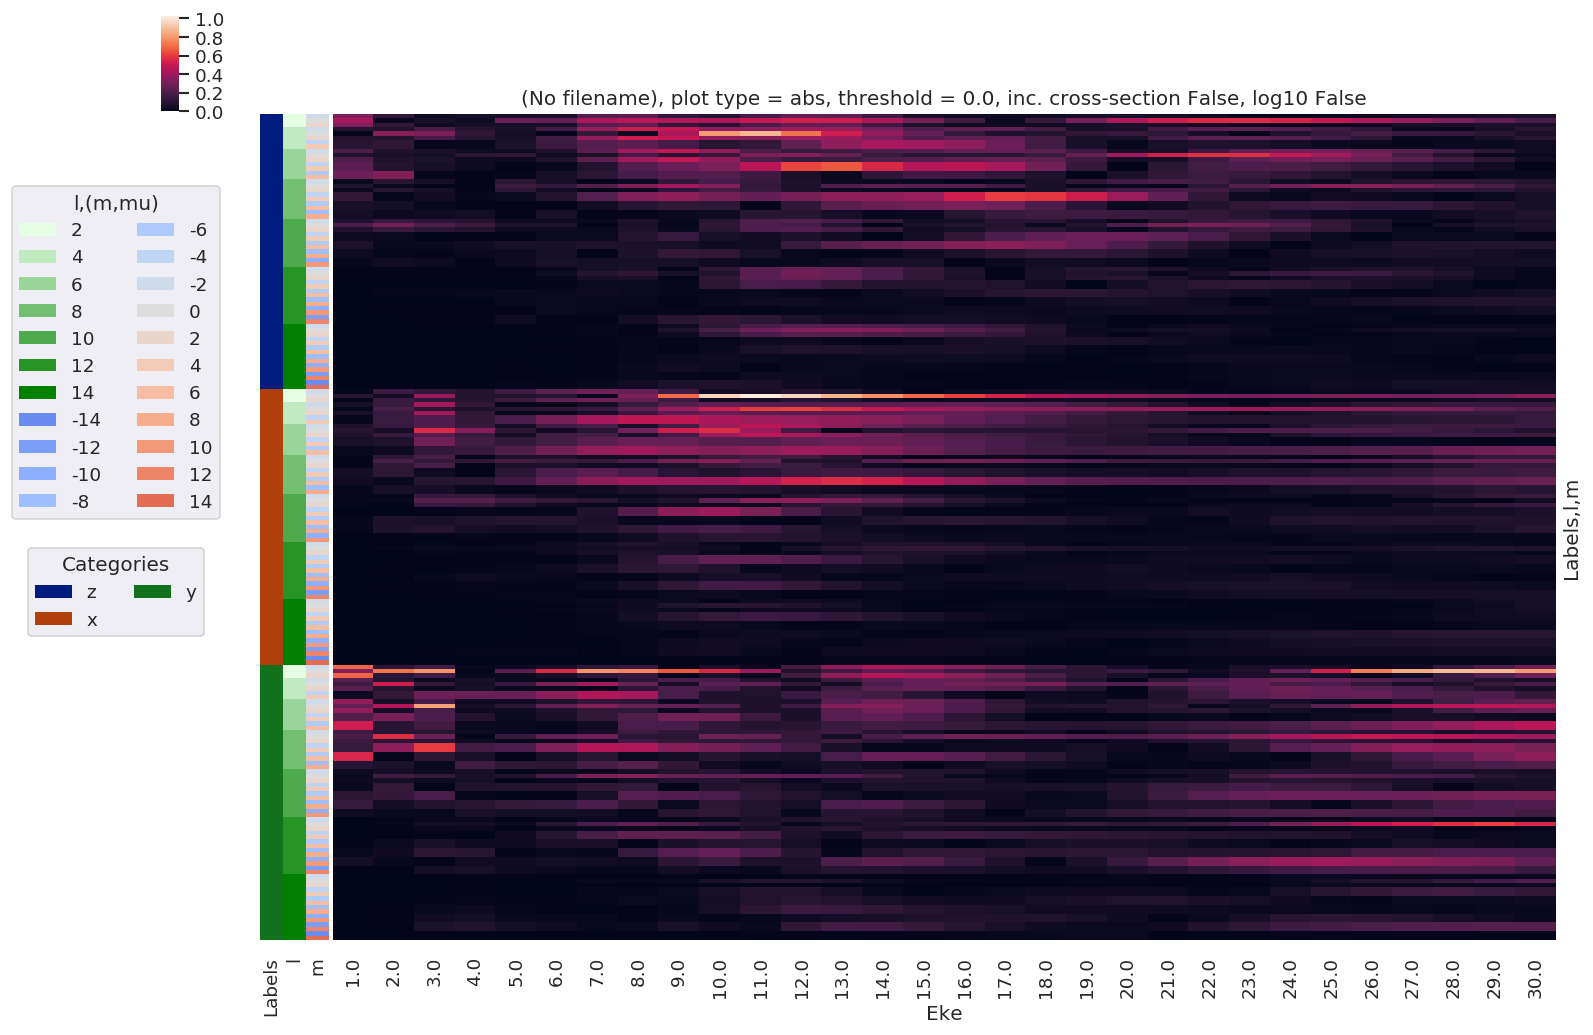 1.0
0.8
0.6
0.4
0.2
0.0
(No filename), plot type = abs, threshold = 0.0, inc. cross-section False, log10 False
l,(m,mu)
2 -6
4 -4
6 -2
8 0
10 2
12 4
14 6
-14 8
-12 10
-10 12
-8 14
Categories
z y
x
Labels,l,m
Labels l m 1.0 2.0 3.0 4.0 5.0 6.0 7.0 8.0 9.0 10.0 11.0 12.0 13.0 14.0 15.0 16.0 17.0 18.0 19.0 20.0 21.0 22.0 23.0 24.0 25.0 26.0 27.0 28.0 29.0 30.0
Eke